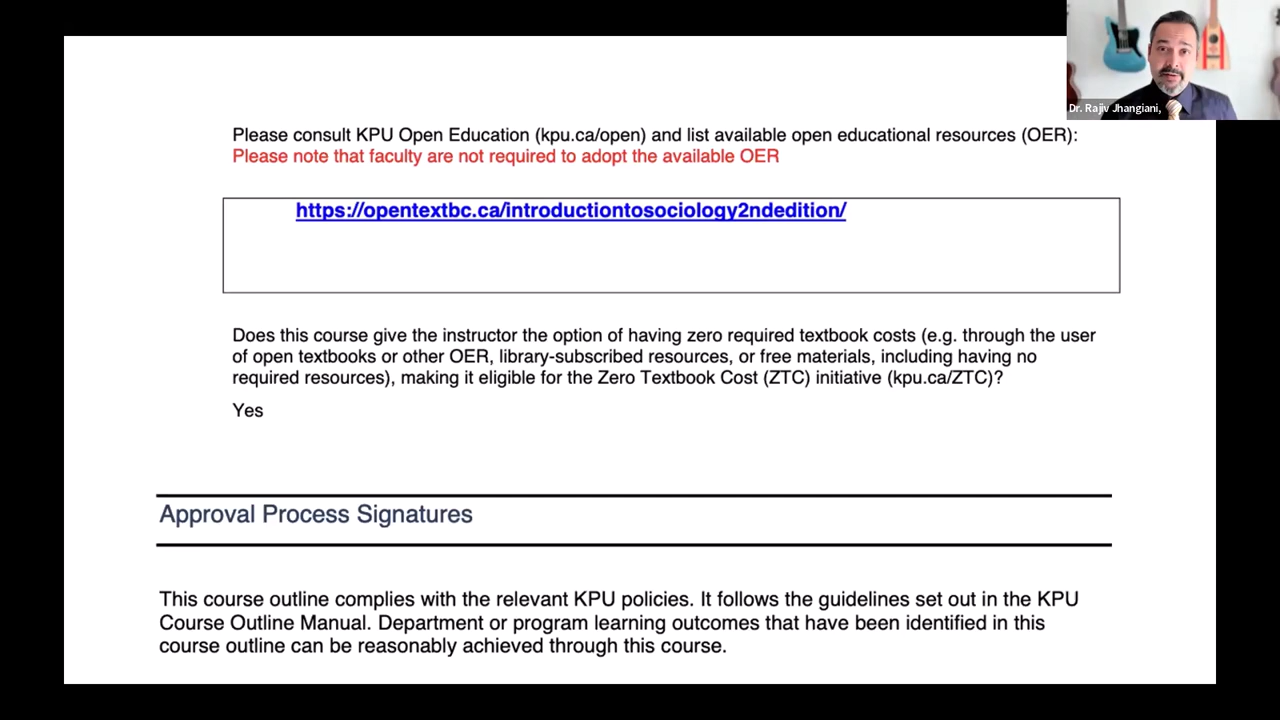 Dr. Rajiv Jhangiani,
Please consult KPU Open Education (kpu.ca/open) and list available open educational resources (OER):
Please note that faculty are not required to adopt the available OER
https://opentextbc.ca/introductiontosociology2ndedition/
Does this course give the instructor the option of having zero required textbook costs (e.g. through the user
of open textbooks or other OER, library-subscribed resources, or free materials, including having no
required resources), making it eligible for the Zero Textbook Cost (ZTC) initiative (kpu.ca/ZTC)?
Yes
Approval Process Signatures
This course outline complies with the relevant KPU policies. It follows the guidelines set out in the KPU
Course Outline Manual. Department or program learning outcomes that have been identified in this
course outline can be reasonably achieved through this course.